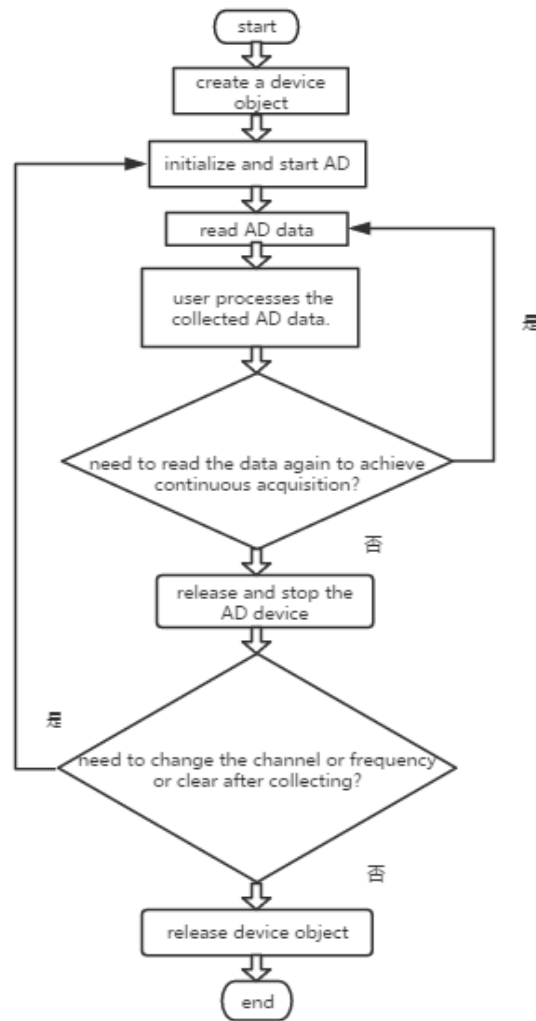 start
create a device
object
initialize and start AD
read AD data
user processes the
collected AD data.
是
need to read the data again to achieve
continuous acquisition?
否
release and stop the
AD device
是
need to change the channel or frequency
or clear after collecting?
否
release device object
end